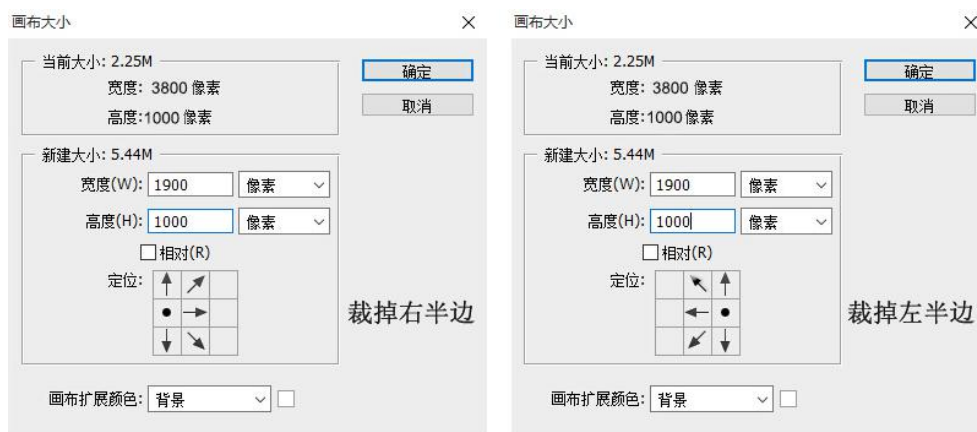 画布大小
当前大小: 2.25M
宽度: 3800 像素
高度:1000 像素
确定
取消
新建大小: 5.44M
宽度(W): 1900 像素
高度(H): 1000 像素
相对(R)
定位:
裁掉右半边
画布扩展颜色: 背景
画布大小
当前大小: 2.25M
宽度: 3800 像素
高度:1000 像素
确定
取消
新建大小: 5.44M
宽度(W): 1900 像素
高度(H): 1000 像素
相对(R)
定位:
裁掉左半边
画布扩展颜色: 背景